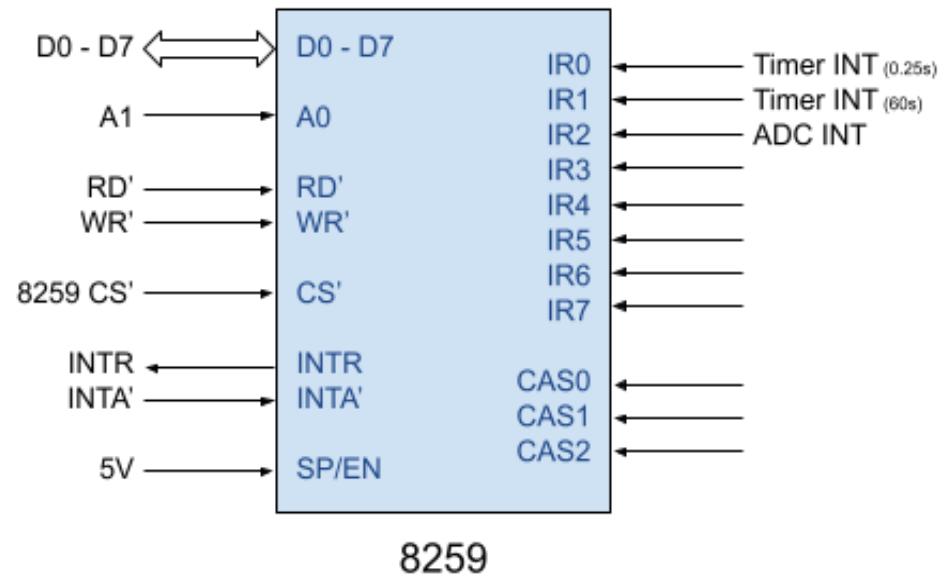 D0 - D7
A1
RD'
WR'
8259 CS'
INTR
INTA'
5V
D0 - D7
A0
RD'
WR'
CS'
INTR
INTA'
SP/EN
IR0
IR1
IR2
IR3
IR4
IR5
IR6
IR7
CAS0
CAS1
CAS2
Timer INT (0.25s)
Timer INT (60s)
ADC INT
8259